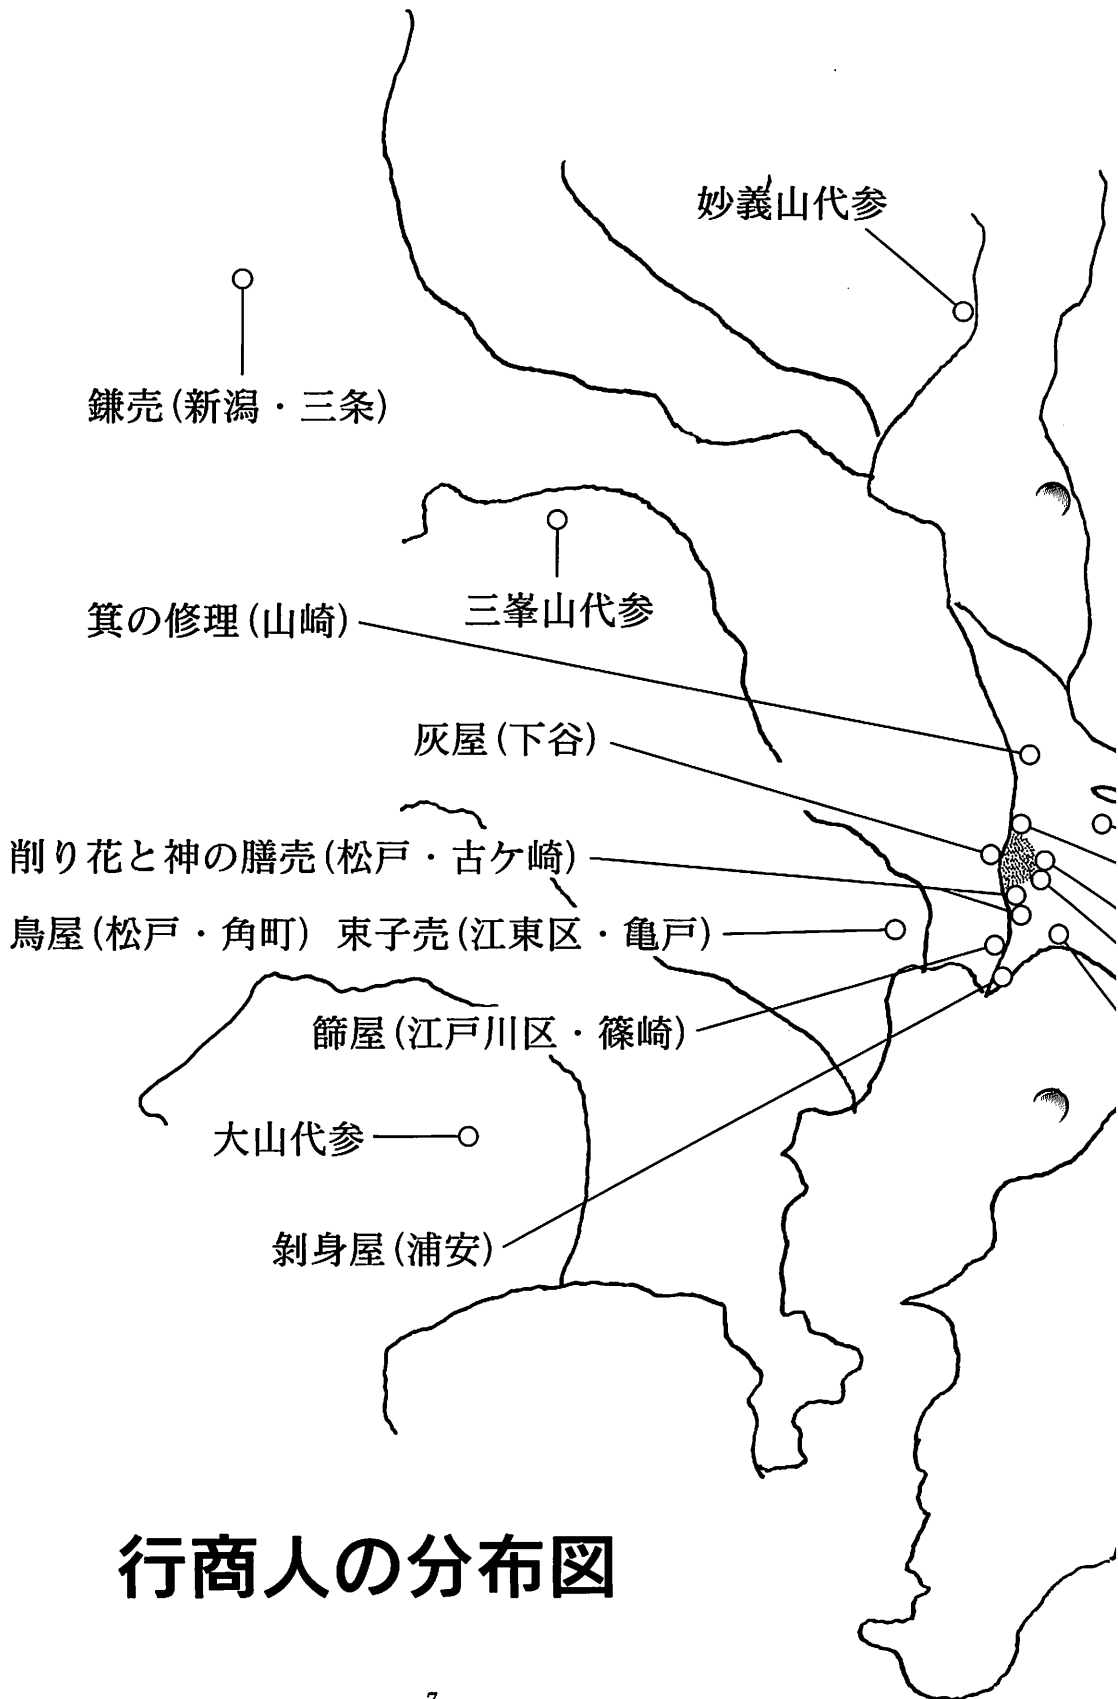 妙義山代参
鎌売(新潟・三条)
三峯山代参
箕の修理(山崎)
灰屋(下谷)
削り花と神の膳売(松戸・古ケ崎)
鳥屋(松戸・角町) 束子売(江東区・亀戸)
篩屋(江戸川区・篠崎)
大山代参
剝身屋(浦安)
行商人の分布図
7